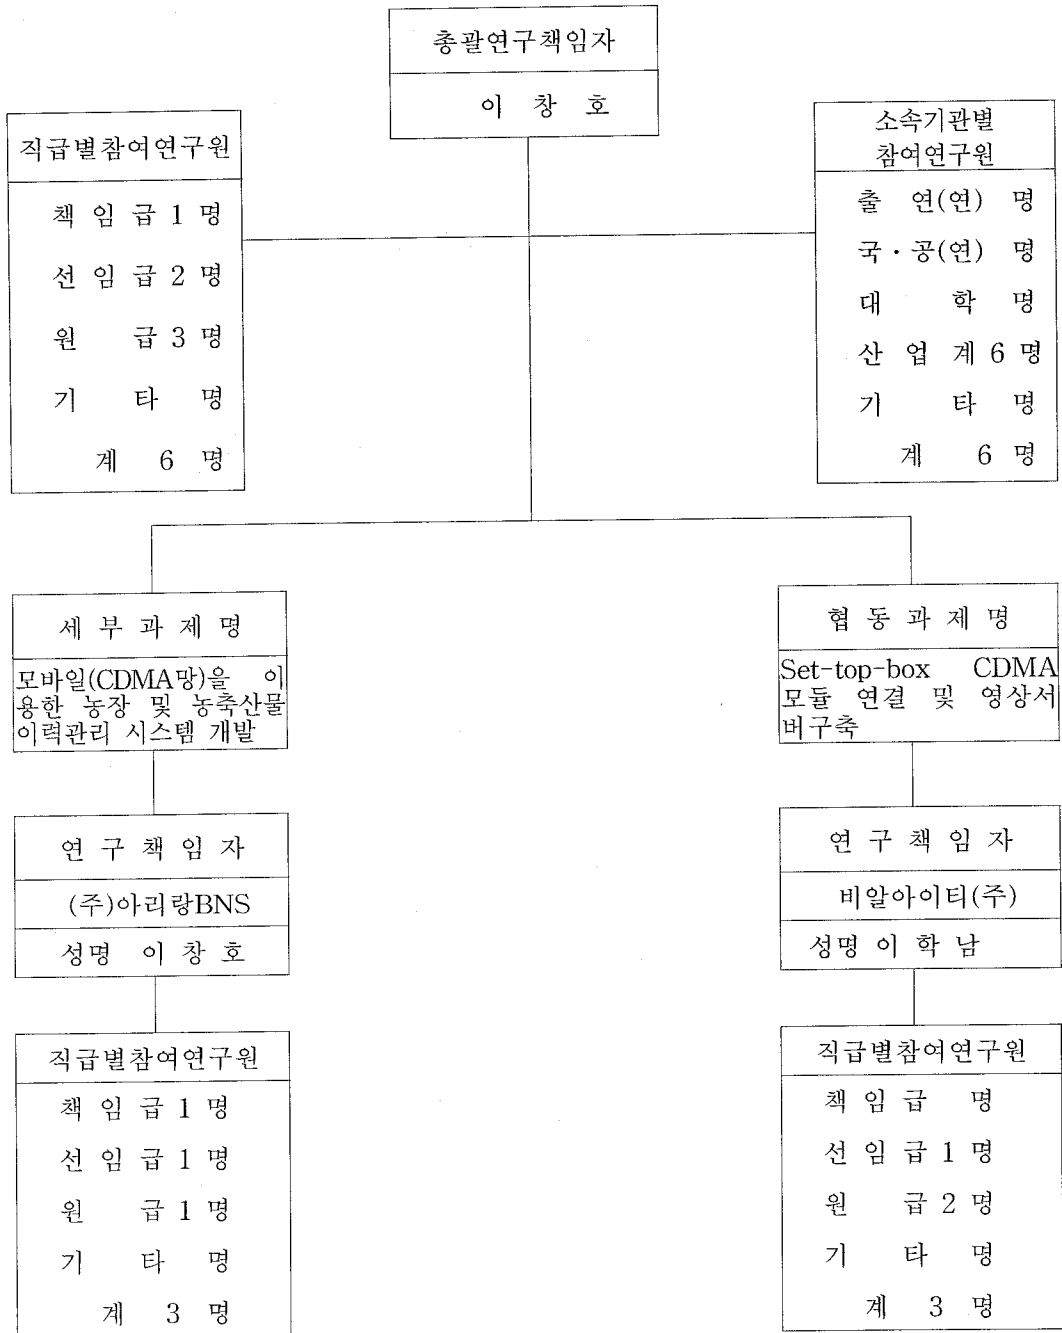 총괄연구책임자
이 창 호
직급별참여연구원
책 임 급 1 명
선 임 급 2 명
원 급 3 명
기 타 명
계 6 명
소속기관별
참여연구원
출 연(연) 명
국·공(연) 명
대 학 명
산 업 계 6 명
기 타 명
계 6 명
세 부 과 제 명
모바일(CDMA망)을 이
용한 농장 및 농축산물
이력관리 시스템 개발
연 구 책 임 자
(주)아리랑BNS
성명 이 창 호
직급별참여연구원
책 임 급 1 명
선 임 급 1 명
원 급 1 명
기 타 명
계 3 명
협 동 과 제 명
Set-top-box CDMA
모듈 연결 및 영상서
버구축
연 구 책 임 자
비알아이티(주)
성명 이 학 남
직급별참여연구원
책 임 급 명
선 임 급 1 명
원 급 2 명
기 타 명
계 3 명